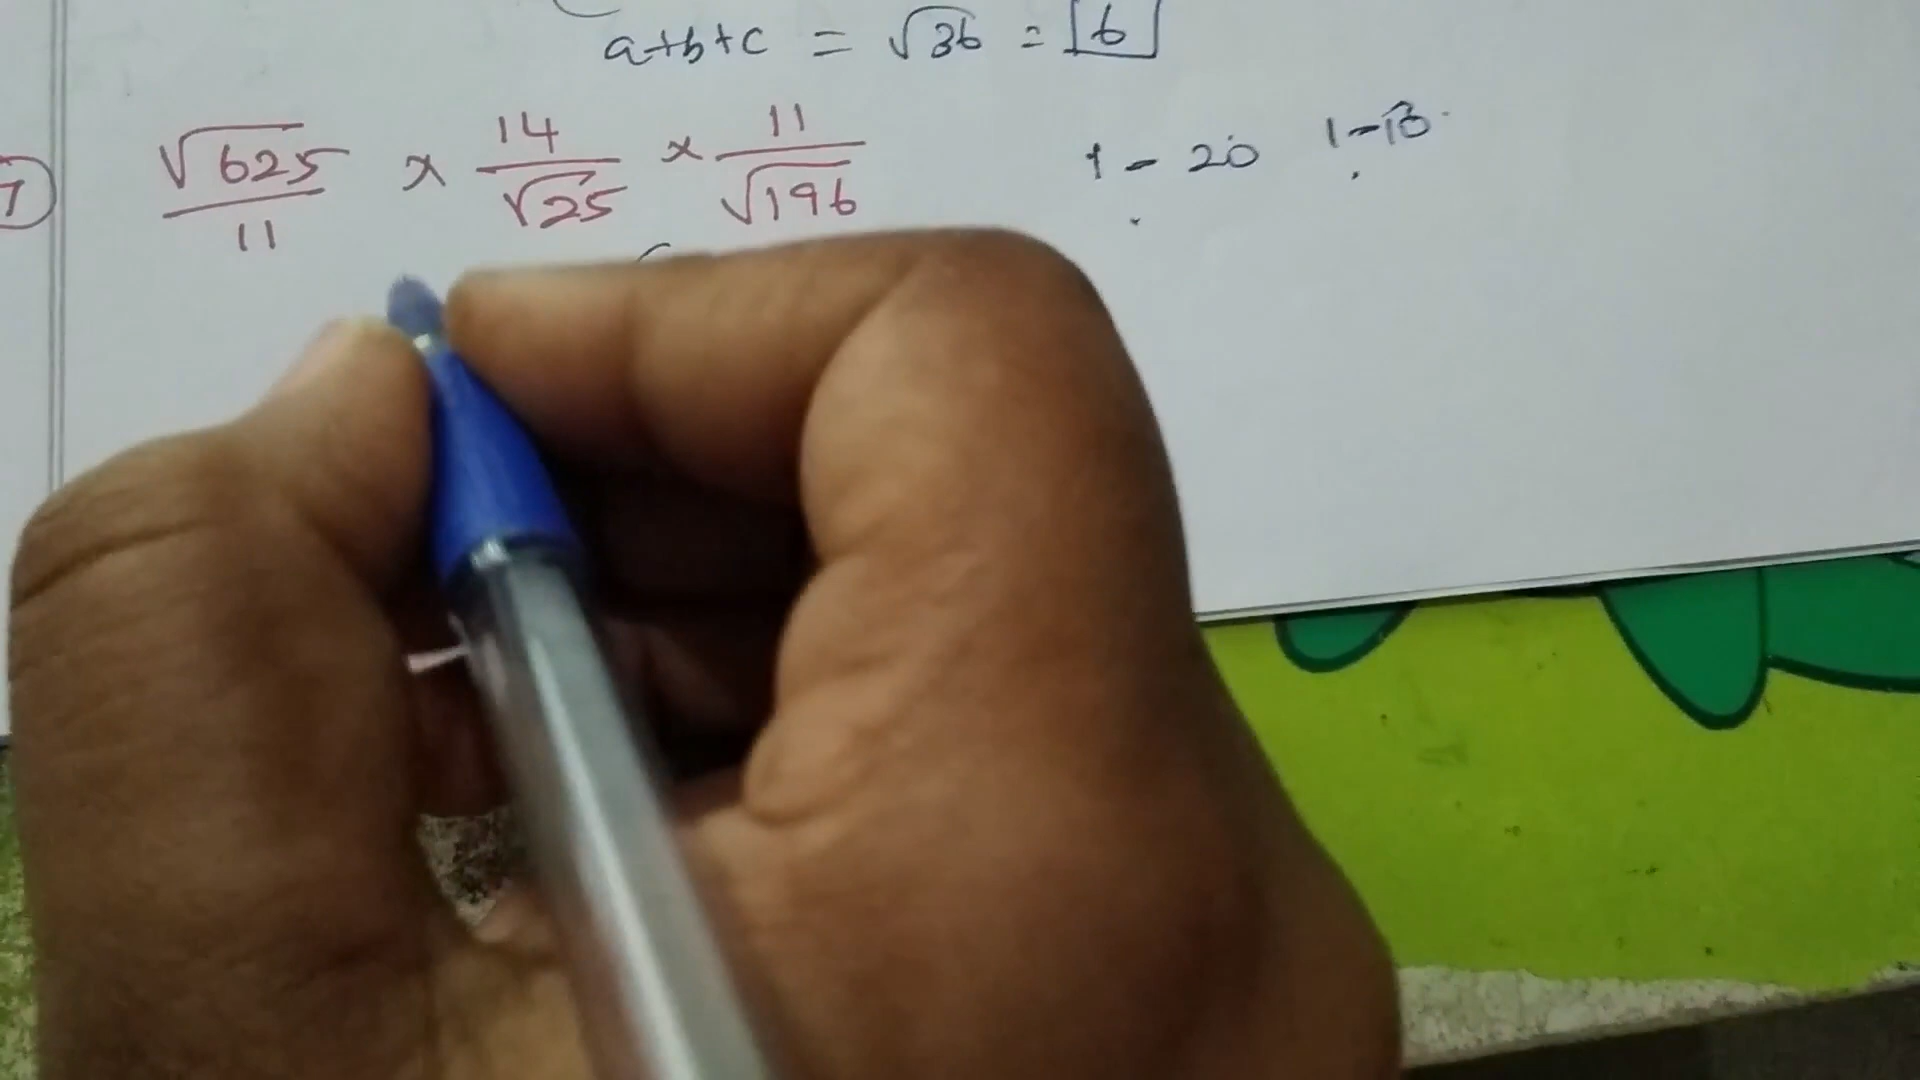 a+b+c = √36 = 6
7 √625/11 × 14/√25 × 11/√196
1 - 20 1 - 10